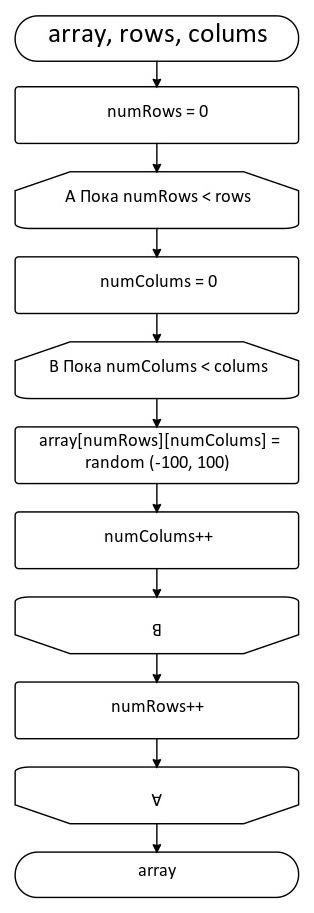 array, rows, colums
numRows = 0
А Пока numRows < rows
numColums = 0
В Пока numColums < colums
array[numRows][numColums] =
random (-100, 100)
numColums++
В
numRows++
А
array